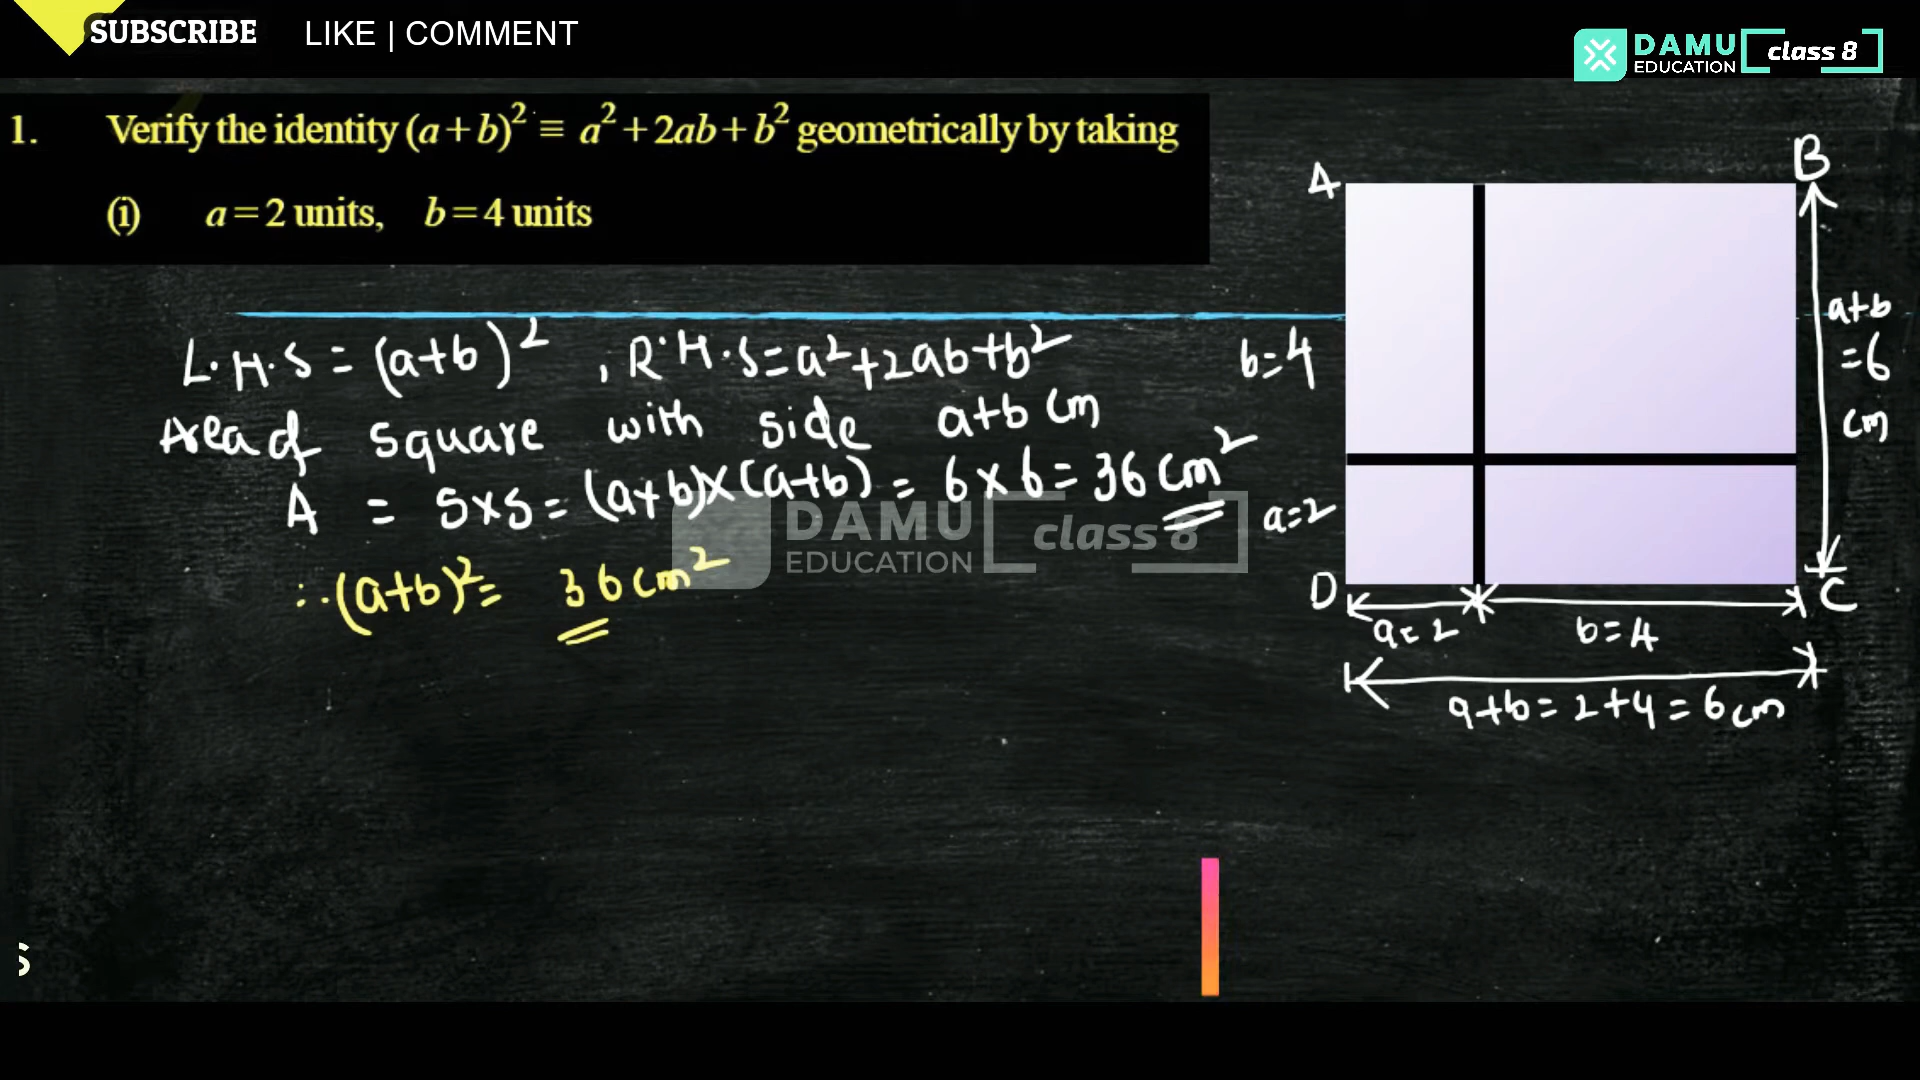 SUBSCRIBE LIKE | COMMENT
DAMU EDUCATION class 8
1. Verify the identity (a+b)² ≡ a²+2ab+b² geometrically by taking
(i) a=2 units, b=4 units
L.H.S = (a+b)², R.H.S=a²+2ab+b²
Area of square with side a+b cm
A = S×S= (a+b)×(a+b) = 6×6=36 cm²
∴(a+b)²= 36cm²
DAMU EDUCATION class 8
A
B
b=4
a+b
=6
cm
a=2
D
C
a=2
b=4
a+b=2+4=6cm
S